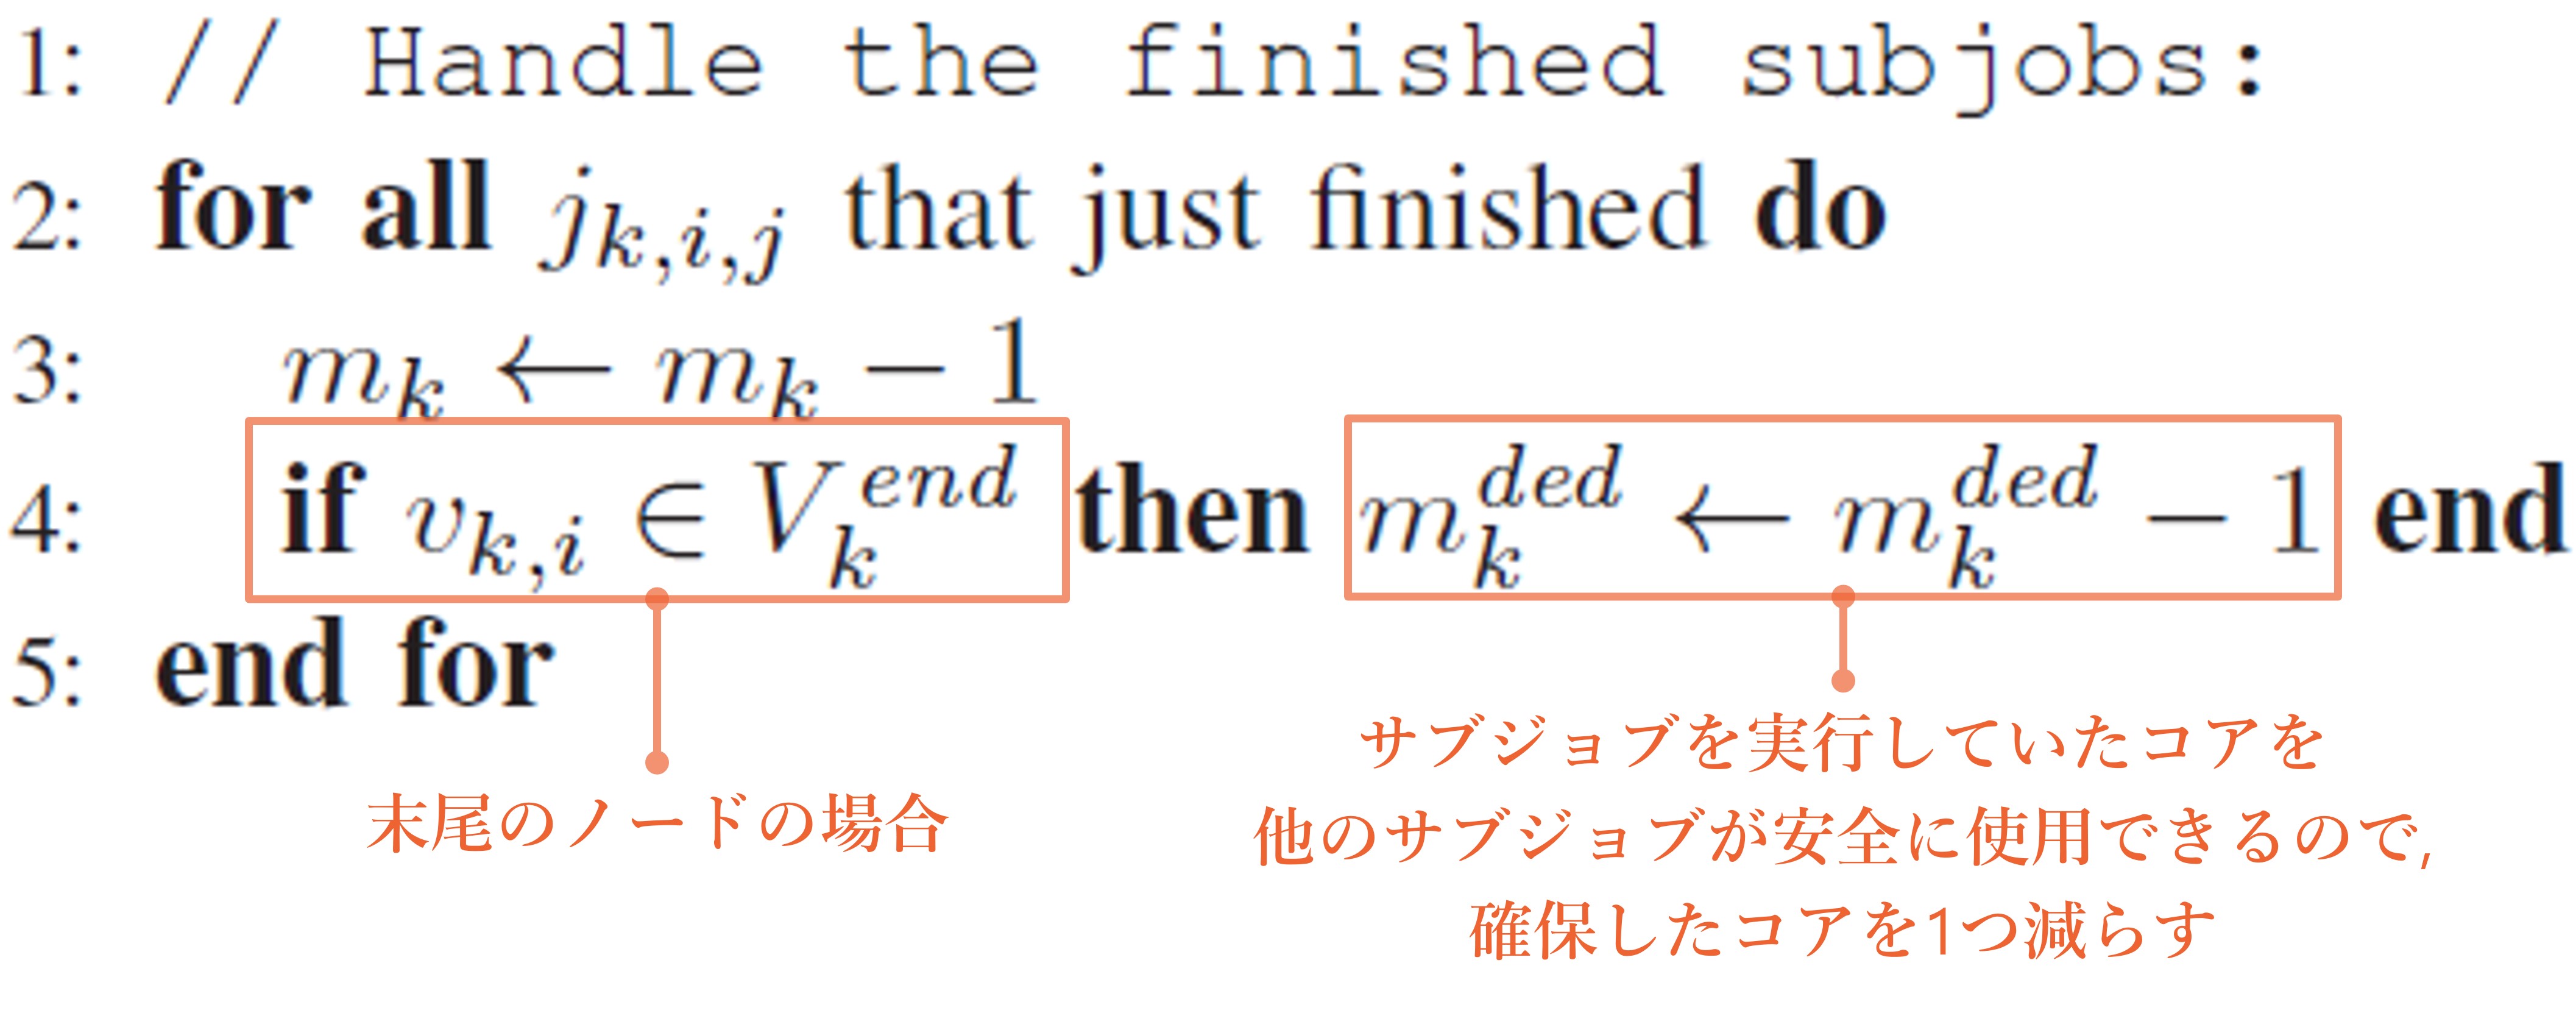 1: // Handle the finished subjobs:
2: for all j_{k,i,j} that just finished do
3: m_k ← m_k − 1
4: if v_{k,i} ∈ V_k^{end} then m_k^{ded} ← m_k^{ded} − 1 end
5: end for
末尾のノードの場合
サブジョブを実行していたコアを
他のサブジョブが安全に使用できるので,
確保したコアを1つ減らす